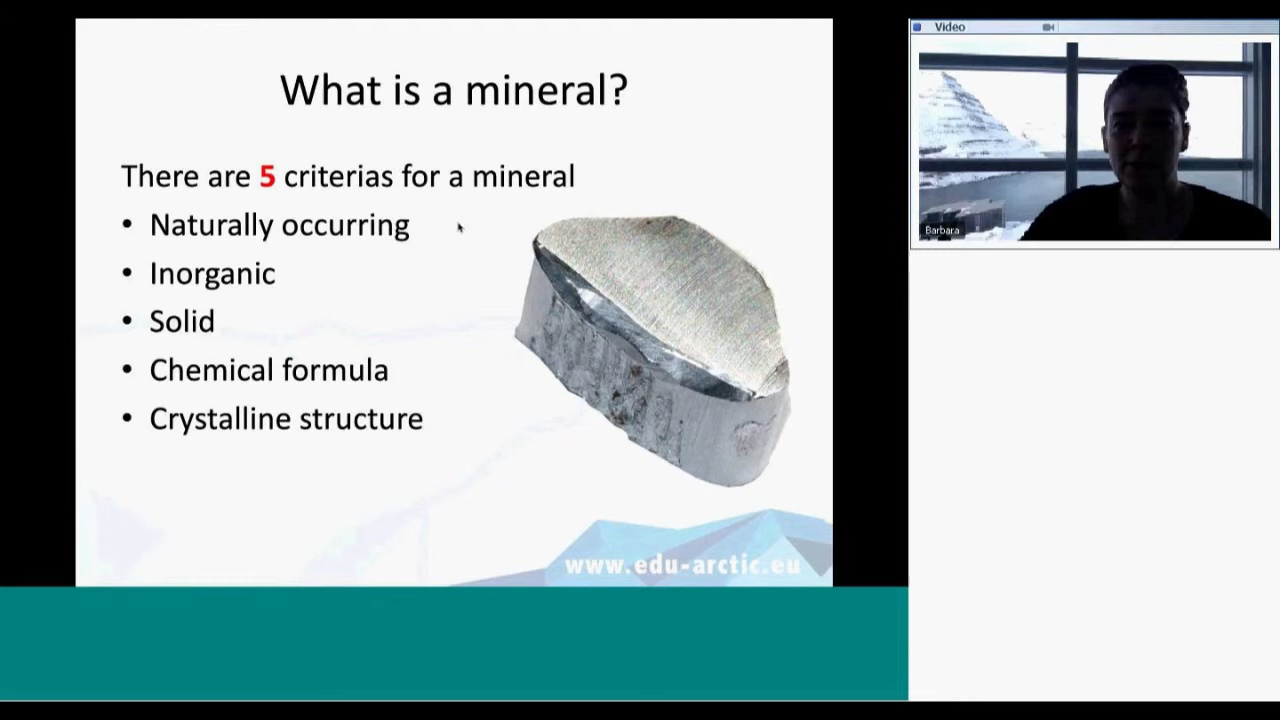 What is a mineral?
There are 5 criterias for a mineral
• Naturally occurring
• Inorganic
• Solid
• Chemical formula
• Crystalline structure
www.edu-arctic.eu
Video
Barbara